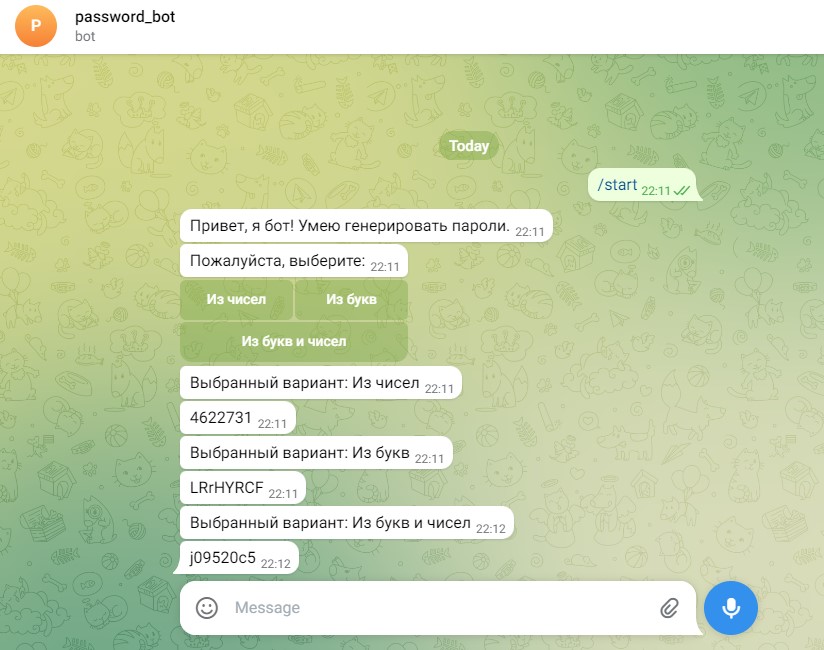 P
password_bot
bot
Today
/start 22:11
Привет, я бот! Умею генерировать пароли. 22:11
Пожалуйста, выберите: 22:11
Из чисел Из букв
Из букв и чисел
Выбранный вариант: Из чисел 22:11
4622731 22:11
Выбранный вариант: Из букв 22:11
LRrHYRCF 22:11
Выбранный вариант: Из букв и чисел 22:12
j09520c5 22:12
Message